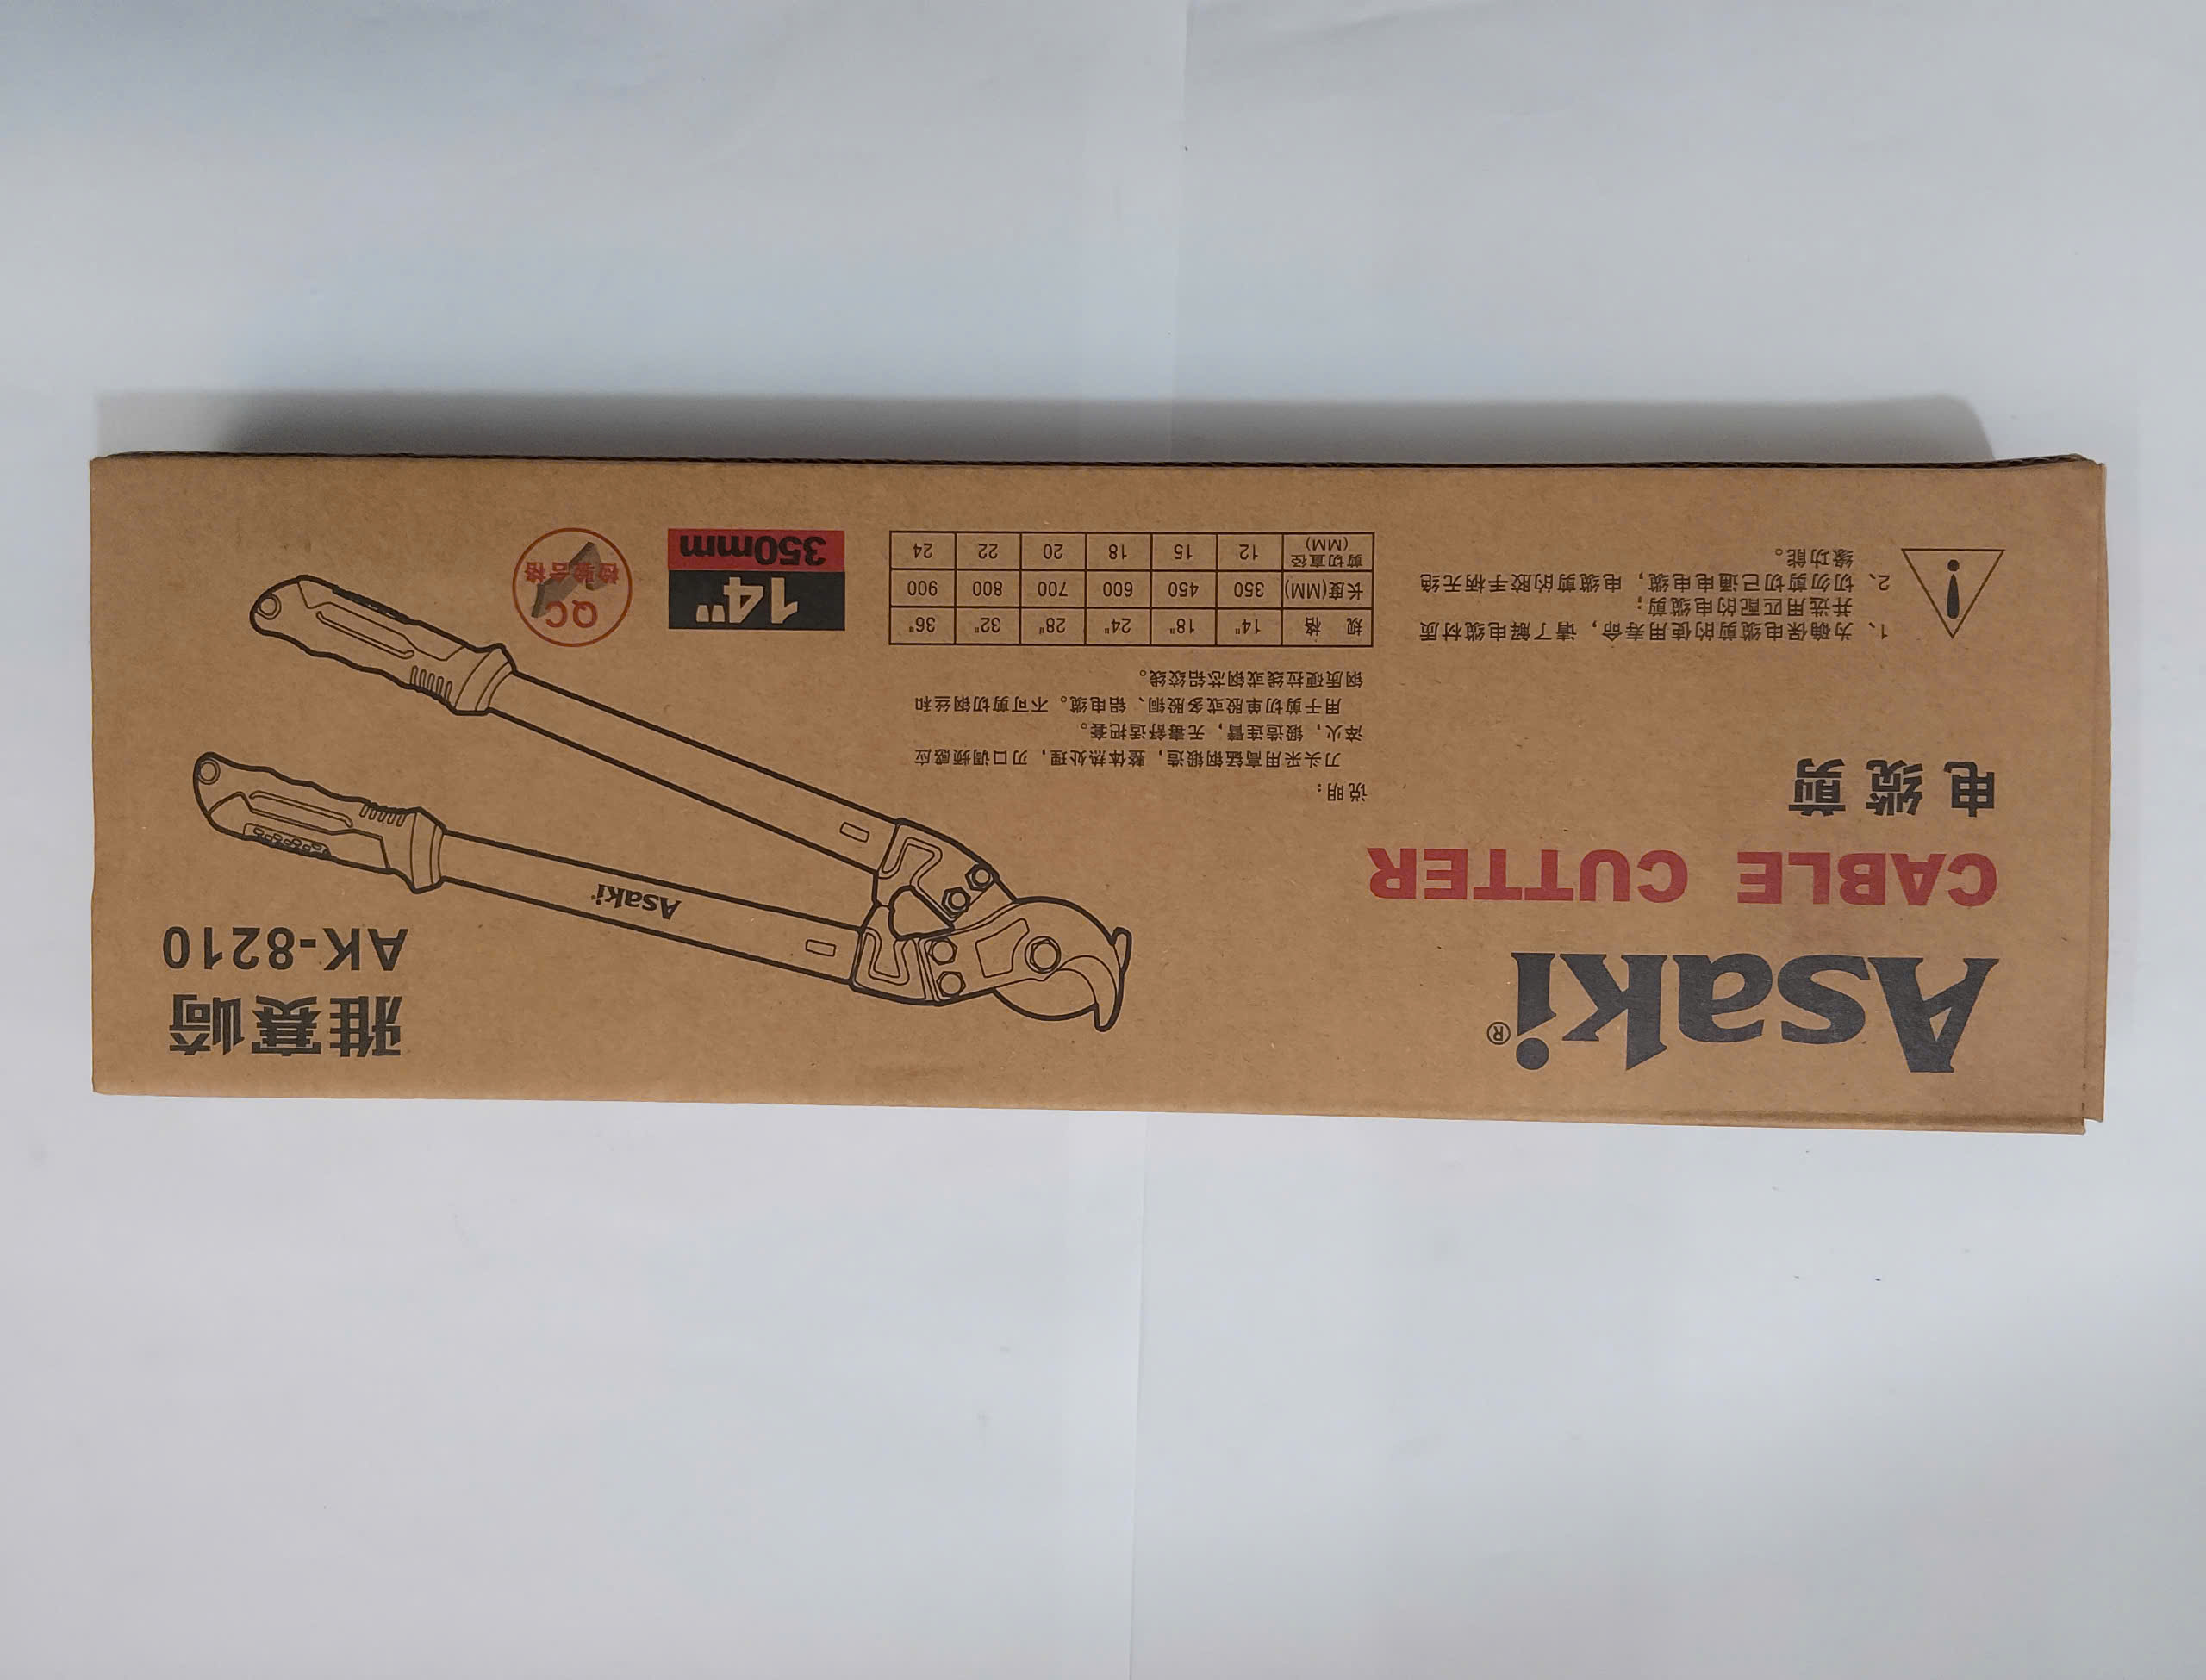 Asaki®
CABLE CUTTER
电缆剪
1、为确保电缆剪的使用寿命，请了解电缆材质
并选用匹配的电缆剪；
2、切勿剪切已通电电缆，电缆剪的胶手柄无绝
缘功能。
说明：
刀头采用高锰钢锻造，整体热处理，刃口调频感应
淬火，锻造连臂，无毒舒适把套。
用于剪切单股或多股铜、铝电缆。不可剪切钢丝和
钢质硬拉线或钢芯铝绞线。
规 格 14" 18" 24" 28" 32" 36"
长度(MM) 350 450 600 700 800 900
剪切直径(MM) 12 15 18 20 22 24
雅赛崎
AK-8210
Asaki
14"
350mm
QC
检验合格